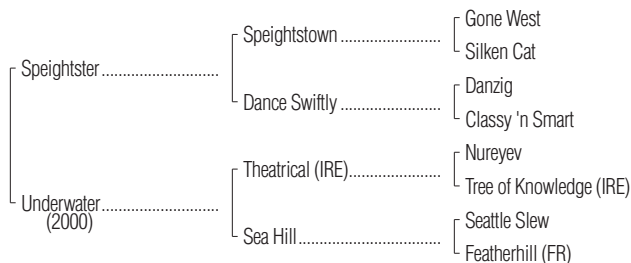 Gone West
Speightstown
Silken Cat
Speightster
Danzig
Dance Swiftly
Classy 'n Smart
Nureyev
Theatrical (IRE)
Tree of Knowledge (IRE)
Underwater
(2000)
Seattle Slew
Sea Hill
Featherhill (FR)